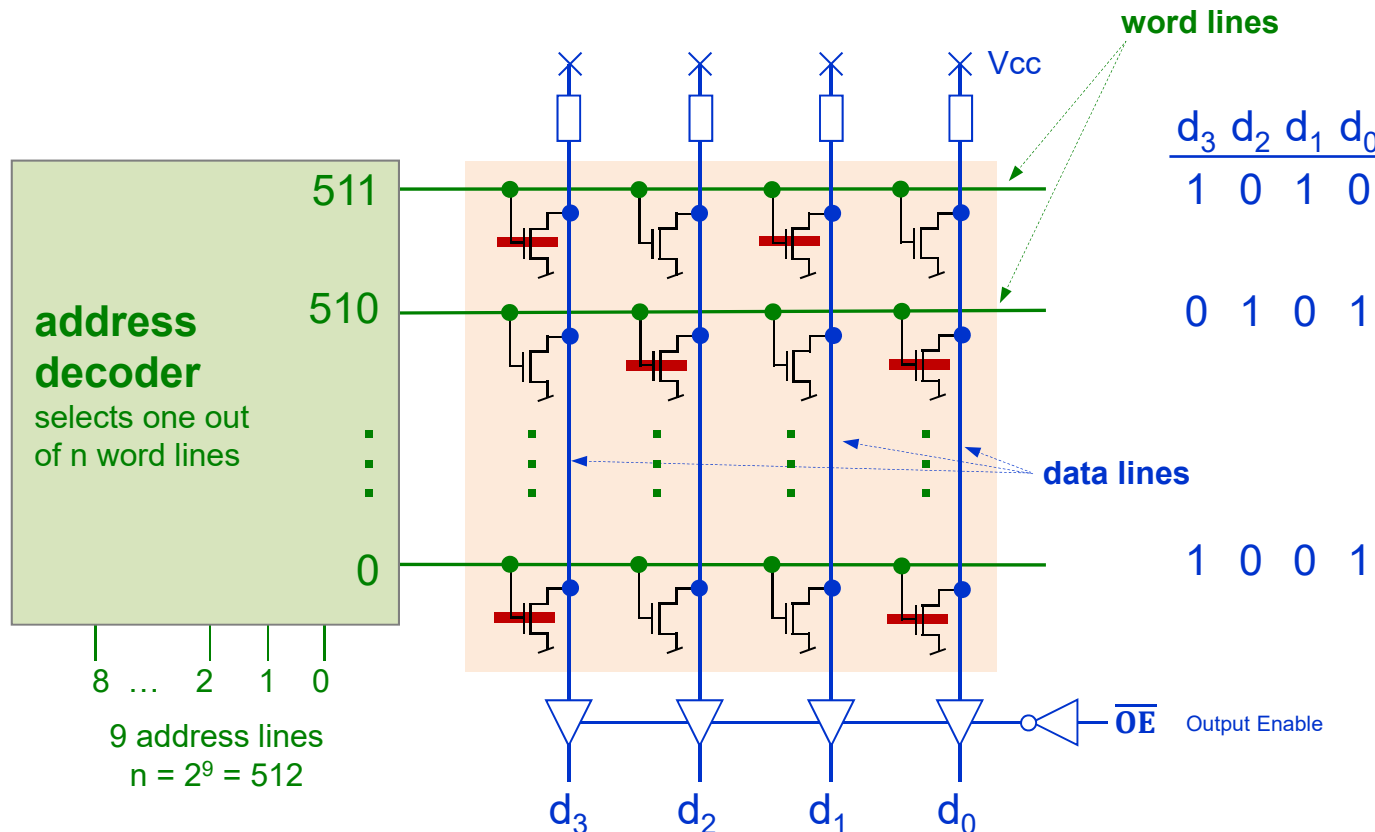 word lines
Vcc
d₃ d₂ d₁ d₀
511
1 0 1 0
510
0 1 0 1
address
decoder
selects one out
of n word lines
data lines
0
1 0 0 1
8 ... 2 1 0
9 address lines
n = 2⁹ = 512
O̅E̅ Output Enable
d₃ d₂ d₁ d₀